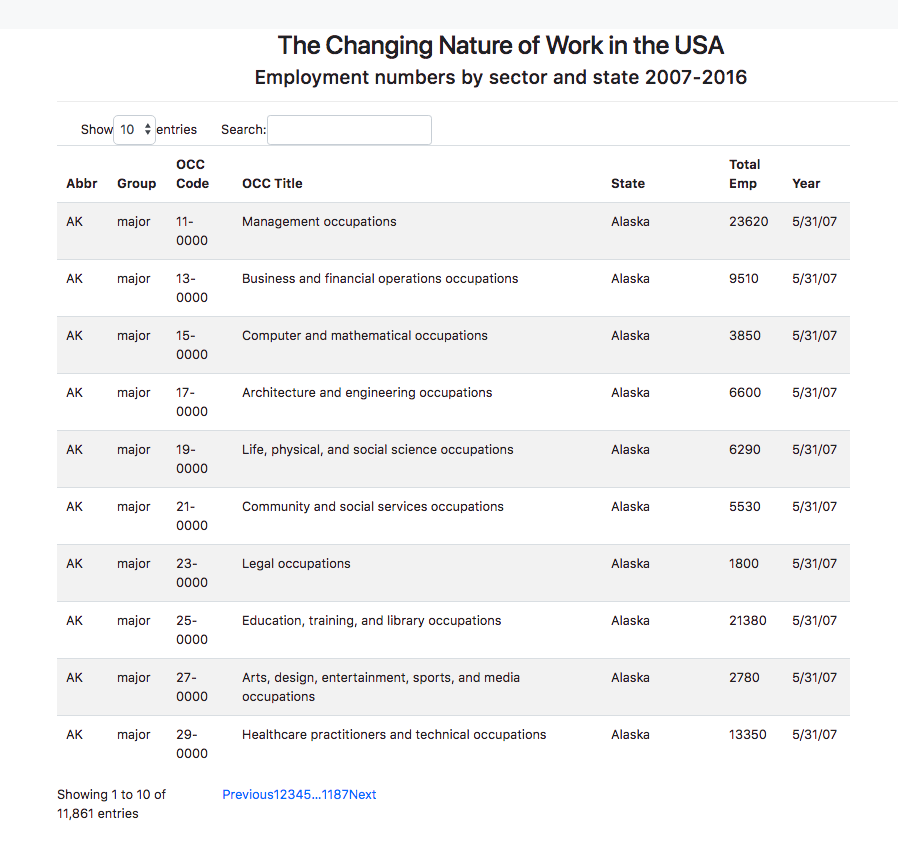 The Changing Nature of Work in the USA
Employment numbers by sector and state 2007-2016
Show 10 entries Search:
Abbr Group OCC Code OCC Title State Total Emp Year
AK major 11-0000 Management occupations Alaska 23620 5/31/07
AK major 13-0000 Business and financial operations occupations Alaska 9510 5/31/07
AK major 15-0000 Computer and mathematical occupations Alaska 3850 5/31/07
AK major 17-0000 Architecture and engineering occupations Alaska 6600 5/31/07
AK major 19-0000 Life, physical, and social science occupations Alaska 6290 5/31/07
AK major 21-0000 Community and social services occupations Alaska 5530 5/31/07
AK major 23-0000 Legal occupations Alaska 1800 5/31/07
AK major 25-0000 Education, training, and library occupations Alaska 21380 5/31/07
AK major 27-0000 Arts, design, entertainment, sports, and media occupations Alaska 2780 5/31/07
AK major 29-0000 Healthcare practitioners and technical occupations Alaska 13350 5/31/07
Showing 1 to 10 of 11,861 entries Previous12345…1187Next